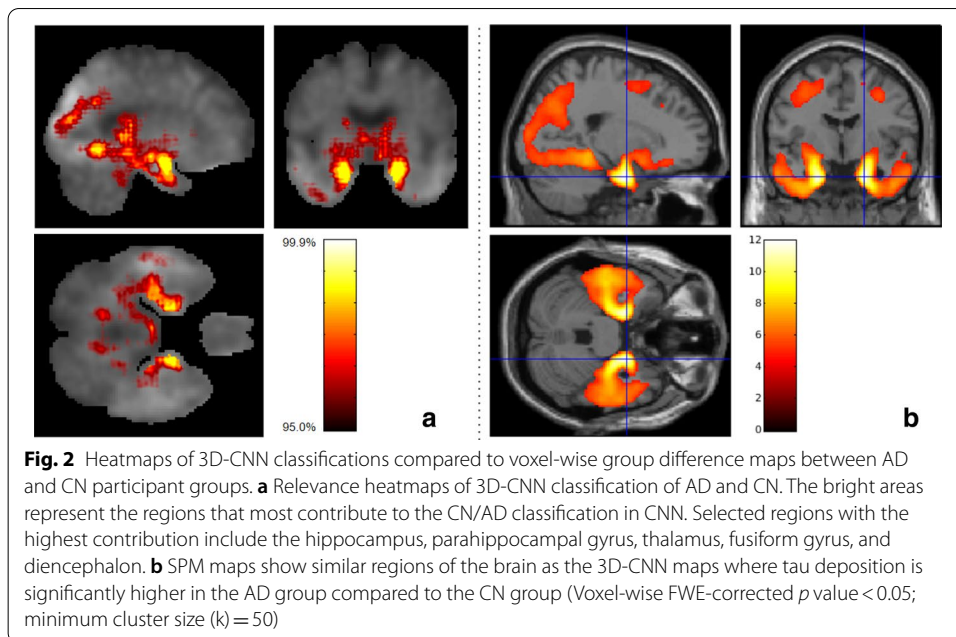 99.9%
95.0%
a
12
10
8
6
4
2
0
b
Fig. 2 Heatmaps of 3D-CNN classifications compared to voxel-wise group difference maps between AD
and CN participant groups. a Relevance heatmaps of 3D-CNN classification of AD and CN. The bright areas
represent the regions that most contribute to the CN/AD classification in CNN. Selected regions with the
highest contribution include the hippocampus, parahippocampal gyrus, thalamus, fusiform gyrus, and
diencephalon. b SPM maps show similar regions of the brain as the 3D-CNN maps where tau deposition is
significantly higher in the AD group compared to the CN group (Voxel-wise FWE-corrected p value < 0.05;
minimum cluster size (k) = 50)